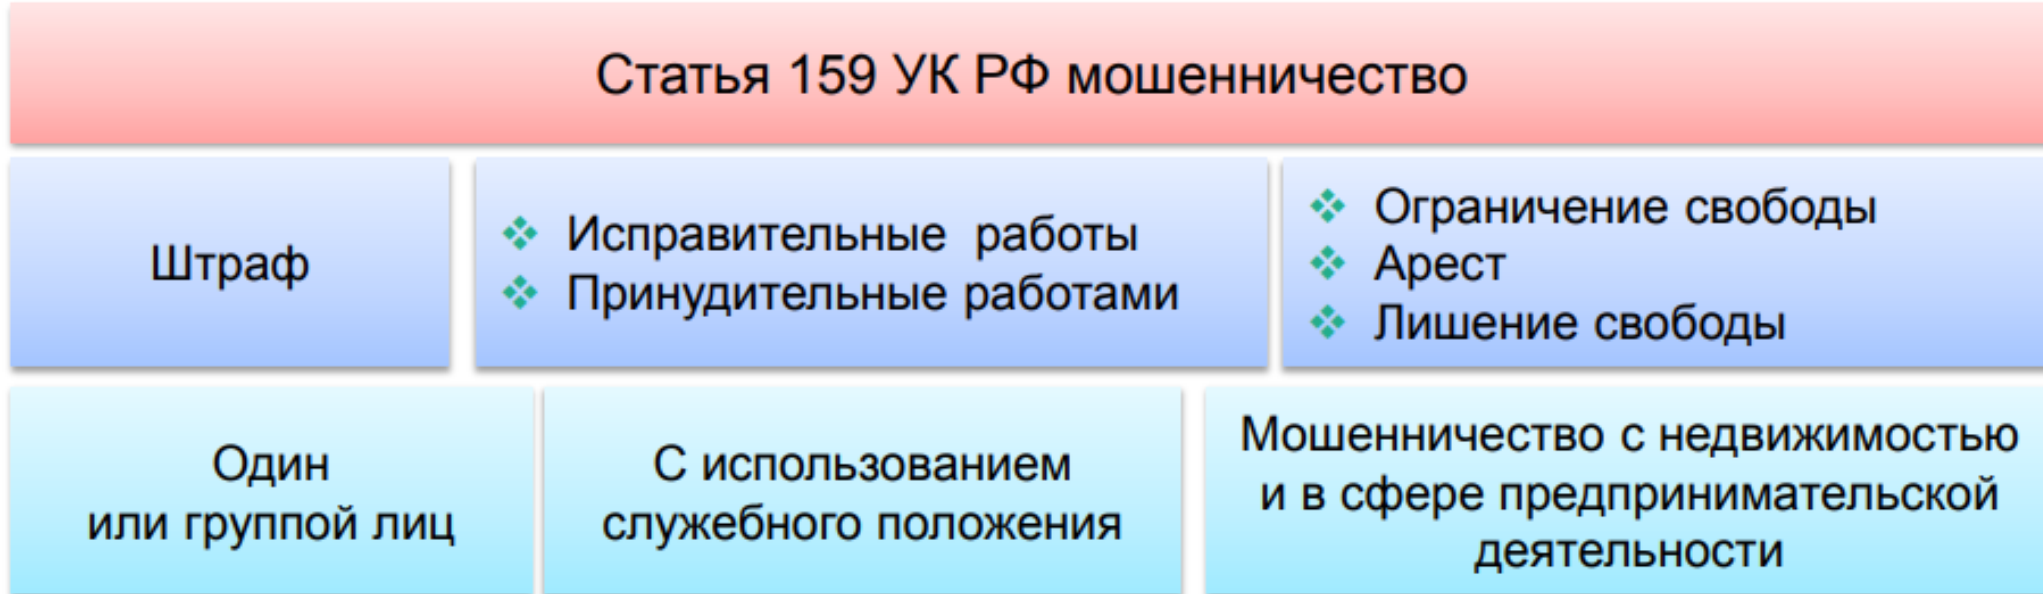 Статья 159 УК РФ мошенничество
Штраф
Исправительные работы
Принудительные работами
Ограничение свободы
Арест
Лишение свободы
Один
или группой лиц
С использованием
служебного положения
Мошенничество с недвижимостью
и в сфере предпринимательской
деятельности